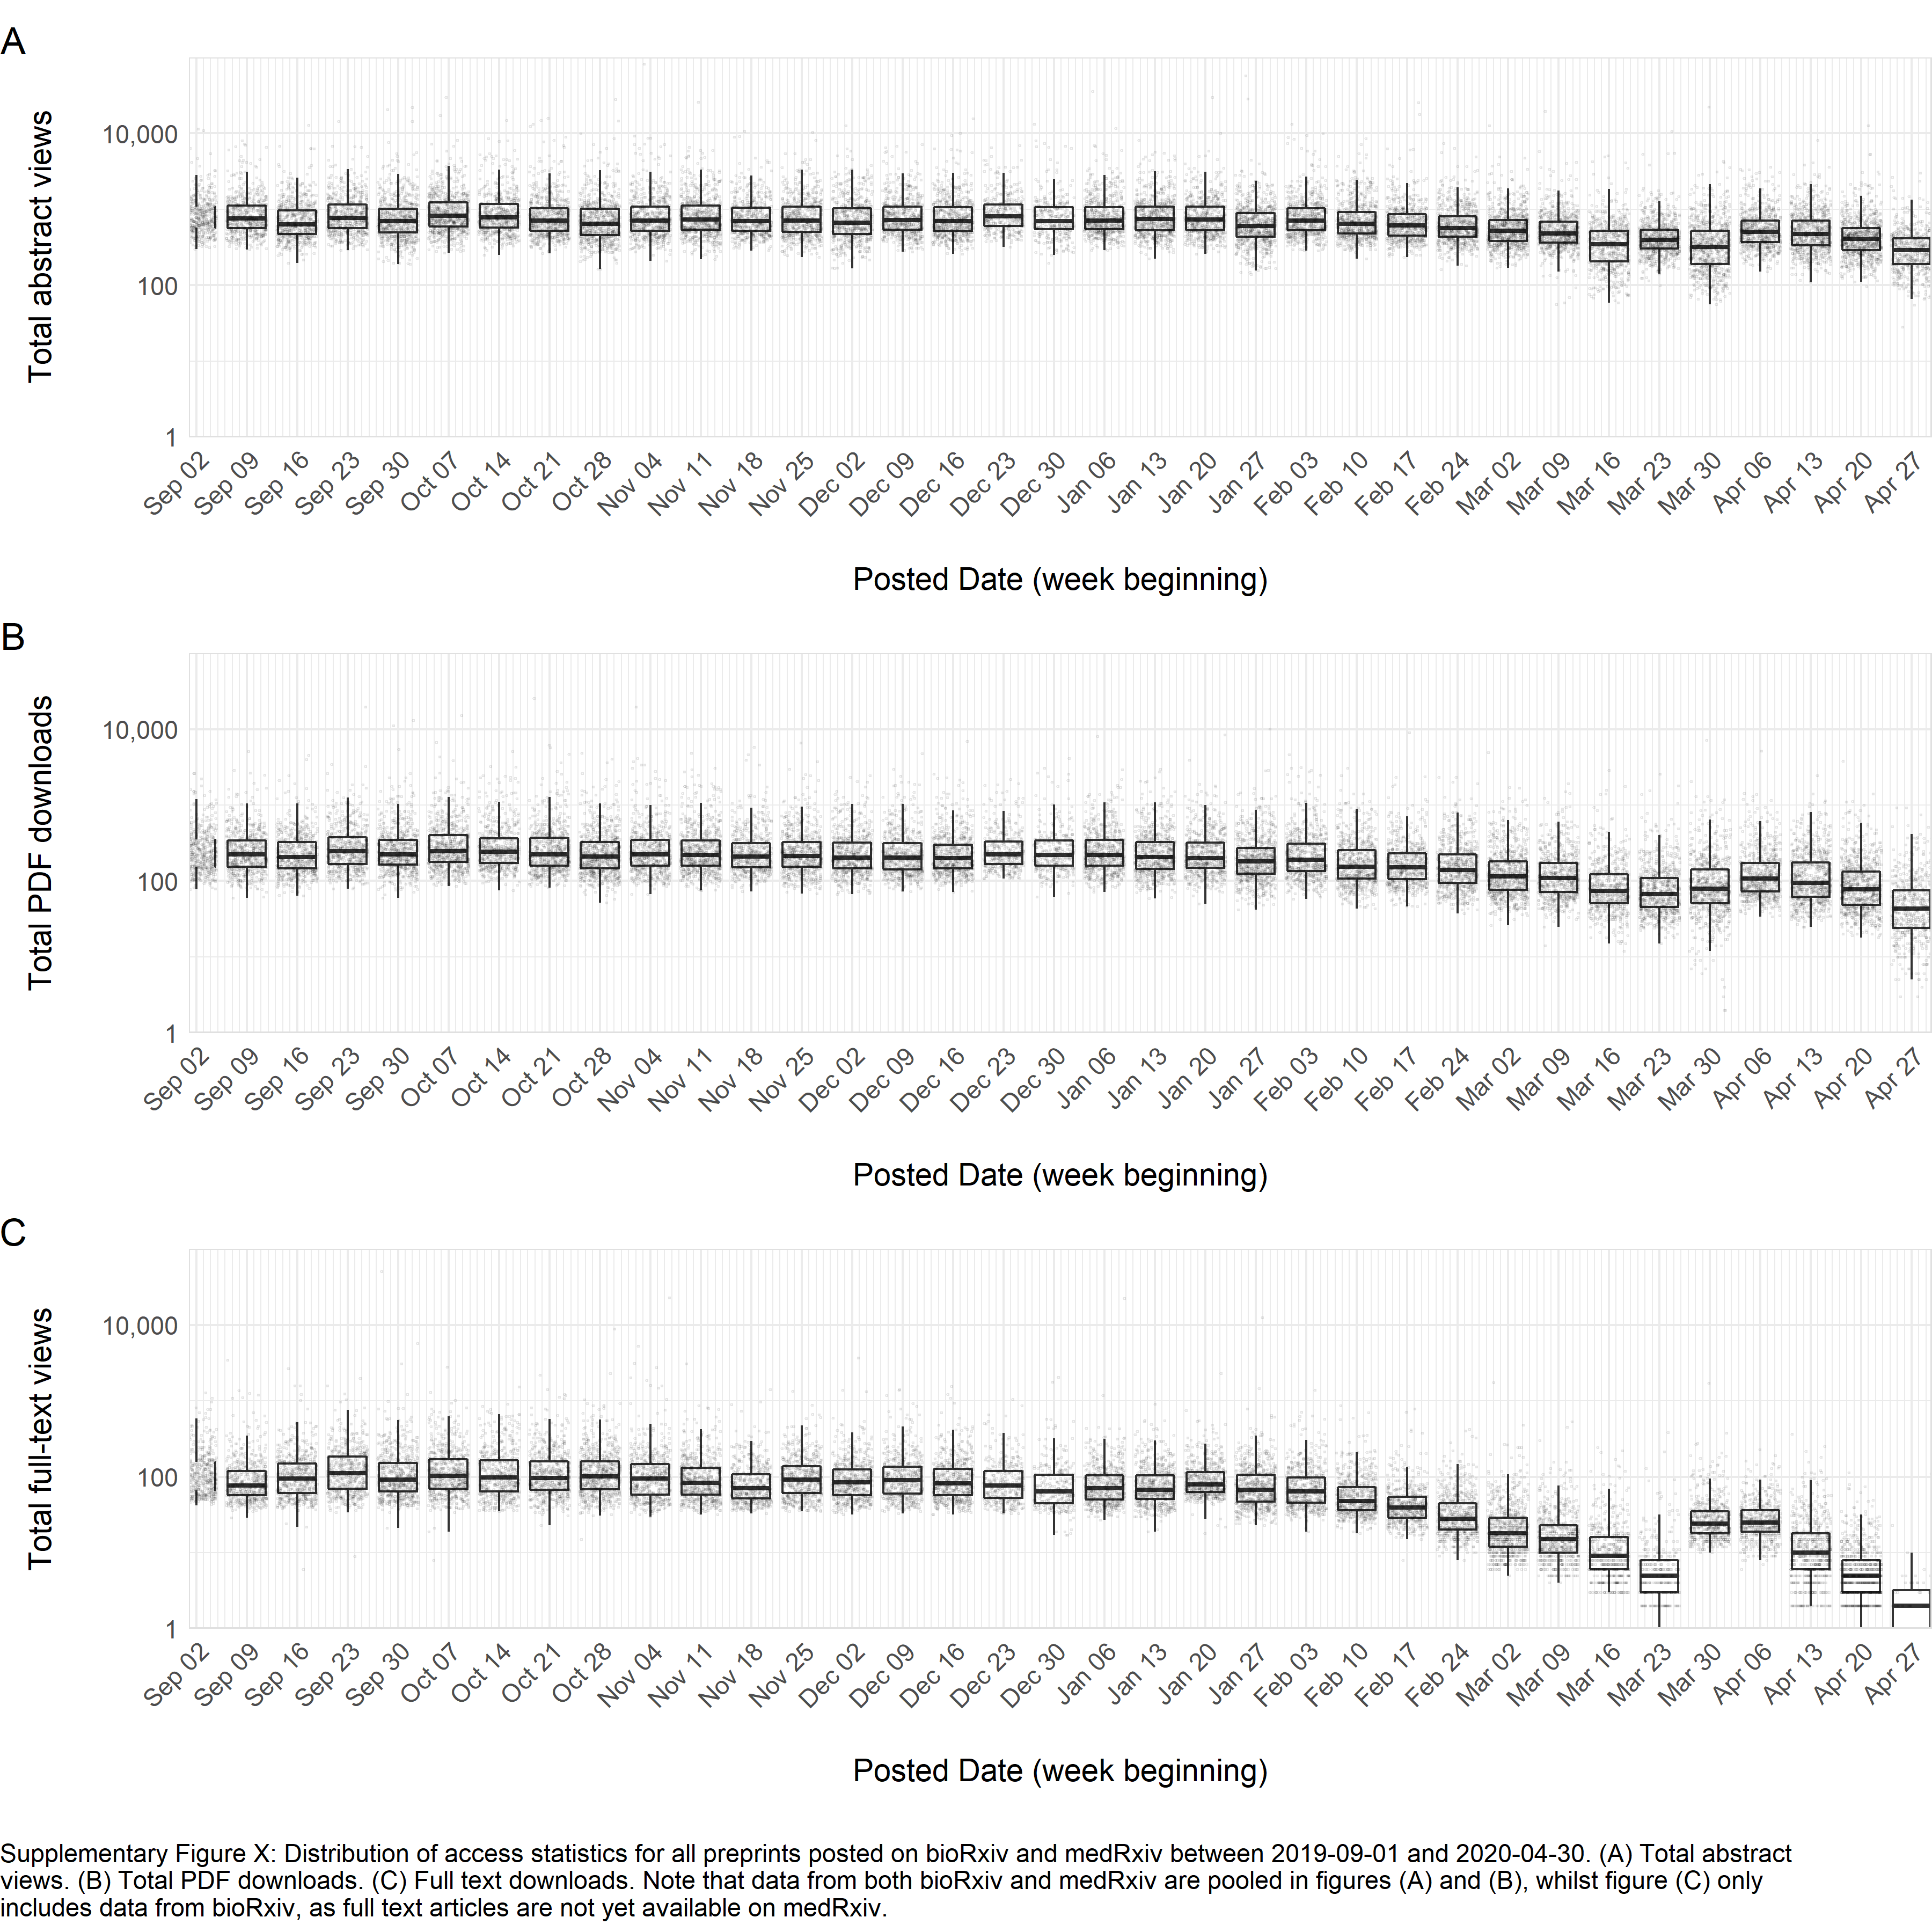 A
Total abstract views
10,000
100
1
Sep 02 Sep 09 Sep 16 Sep 23 Sep 30 Oct 07 Oct 14 Oct 21 Oct 28 Nov 04 Nov 11 Nov 18 Nov 25 Dec 02 Dec 09 Dec 16 Dec 23 Dec 30 Jan 06 Jan 13 Jan 20 Jan 27 Feb 03 Feb 10 Feb 17 Feb 24 Mar 02 Mar 09 Mar 16 Mar 23 Mar 30 Apr 06 Apr 13 Apr 20 Apr 27
Posted Date (week beginning)
B
Total PDF downloads
10,000
100
1
Sep 02 Sep 09 Sep 16 Sep 23 Sep 30 Oct 07 Oct 14 Oct 21 Oct 28 Nov 04 Nov 11 Nov 18 Nov 25 Dec 02 Dec 09 Dec 16 Dec 23 Dec 30 Jan 06 Jan 13 Jan 20 Jan 27 Feb 03 Feb 10 Feb 17 Feb 24 Mar 02 Mar 09 Mar 16 Mar 23 Mar 30 Apr 06 Apr 13 Apr 20 Apr 27
Posted Date (week beginning)
C
Total full-text views
10,000
100
1
Sep 02 Sep 09 Sep 16 Sep 23 Sep 30 Oct 07 Oct 14 Oct 21 Oct 28 Nov 04 Nov 11 Nov 18 Nov 25 Dec 02 Dec 09 Dec 16 Dec 23 Dec 30 Jan 06 Jan 13 Jan 20 Jan 27 Feb 03 Feb 10 Feb 17 Feb 24 Mar 02 Mar 09 Mar 16 Mar 23 Mar 30 Apr 06 Apr 13 Apr 20 Apr 27
Posted Date (week beginning)
Supplementary Figure X: Distribution of access statistics for all preprints posted on bioRxiv and medRxiv between 2019-09-01 and 2020-04-30. (A) Total abstract
views. (B) Total PDF downloads. (C) Full text downloads. Note that data from both bioRxiv and medRxiv are pooled in figures (A) and (B), whilst figure (C) only
includes data from bioRxiv, as full text articles are not yet available on medRxiv.